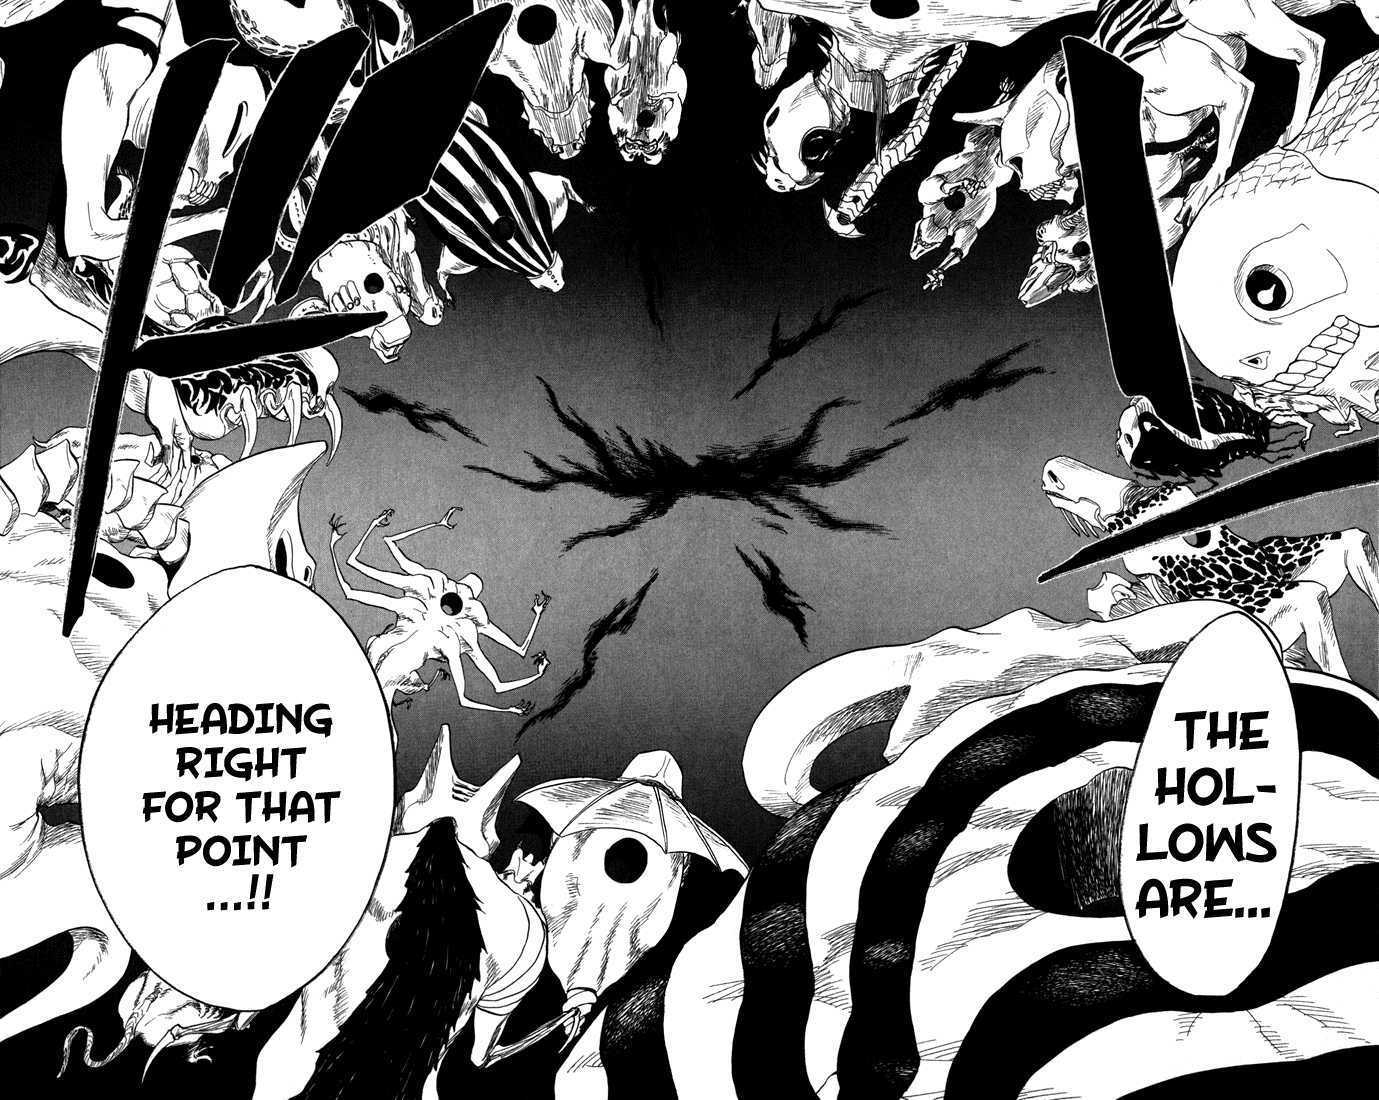 THE
HOL-
LOWS
ARE...
HEADING
RIGHT
FOR THAT
POINT
...!!